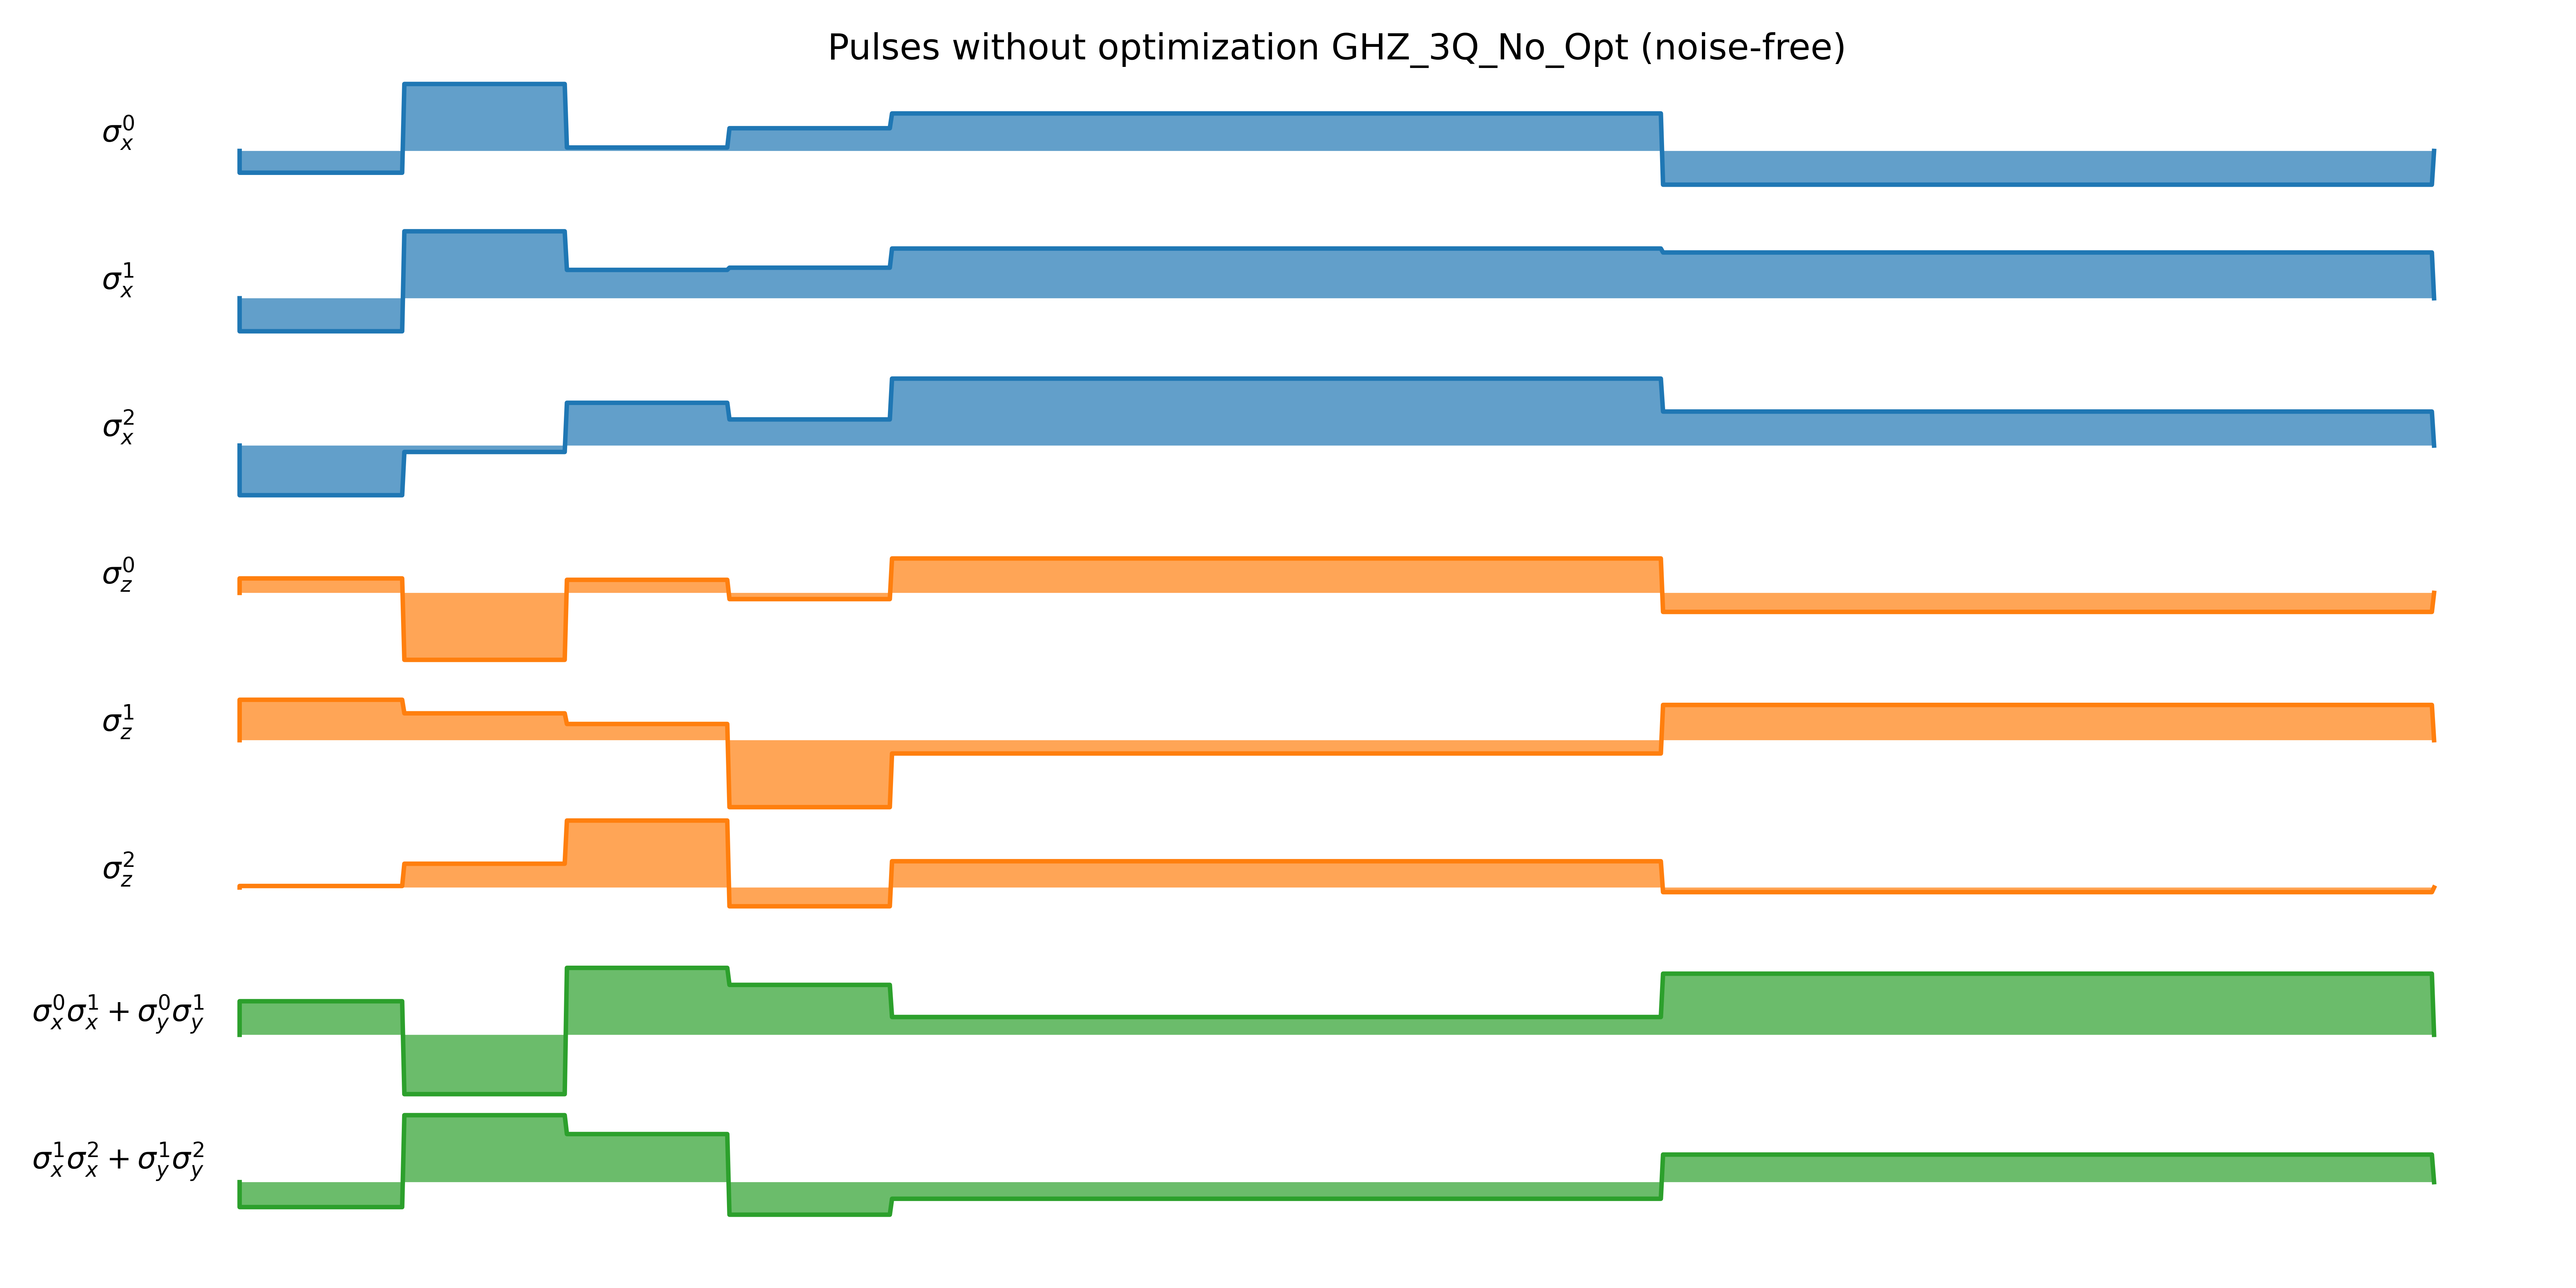 Pulses without optimization GHZ_3Q_No_Opt (noise-free)
σ_x^0
σ_x^1
σ_x^2
σ_z^0
σ_z^1
σ_z^2
σ_x^0σ_x^1 + σ_y^0σ_y^1
σ_x^1σ_x^2 + σ_y^1σ_y^2